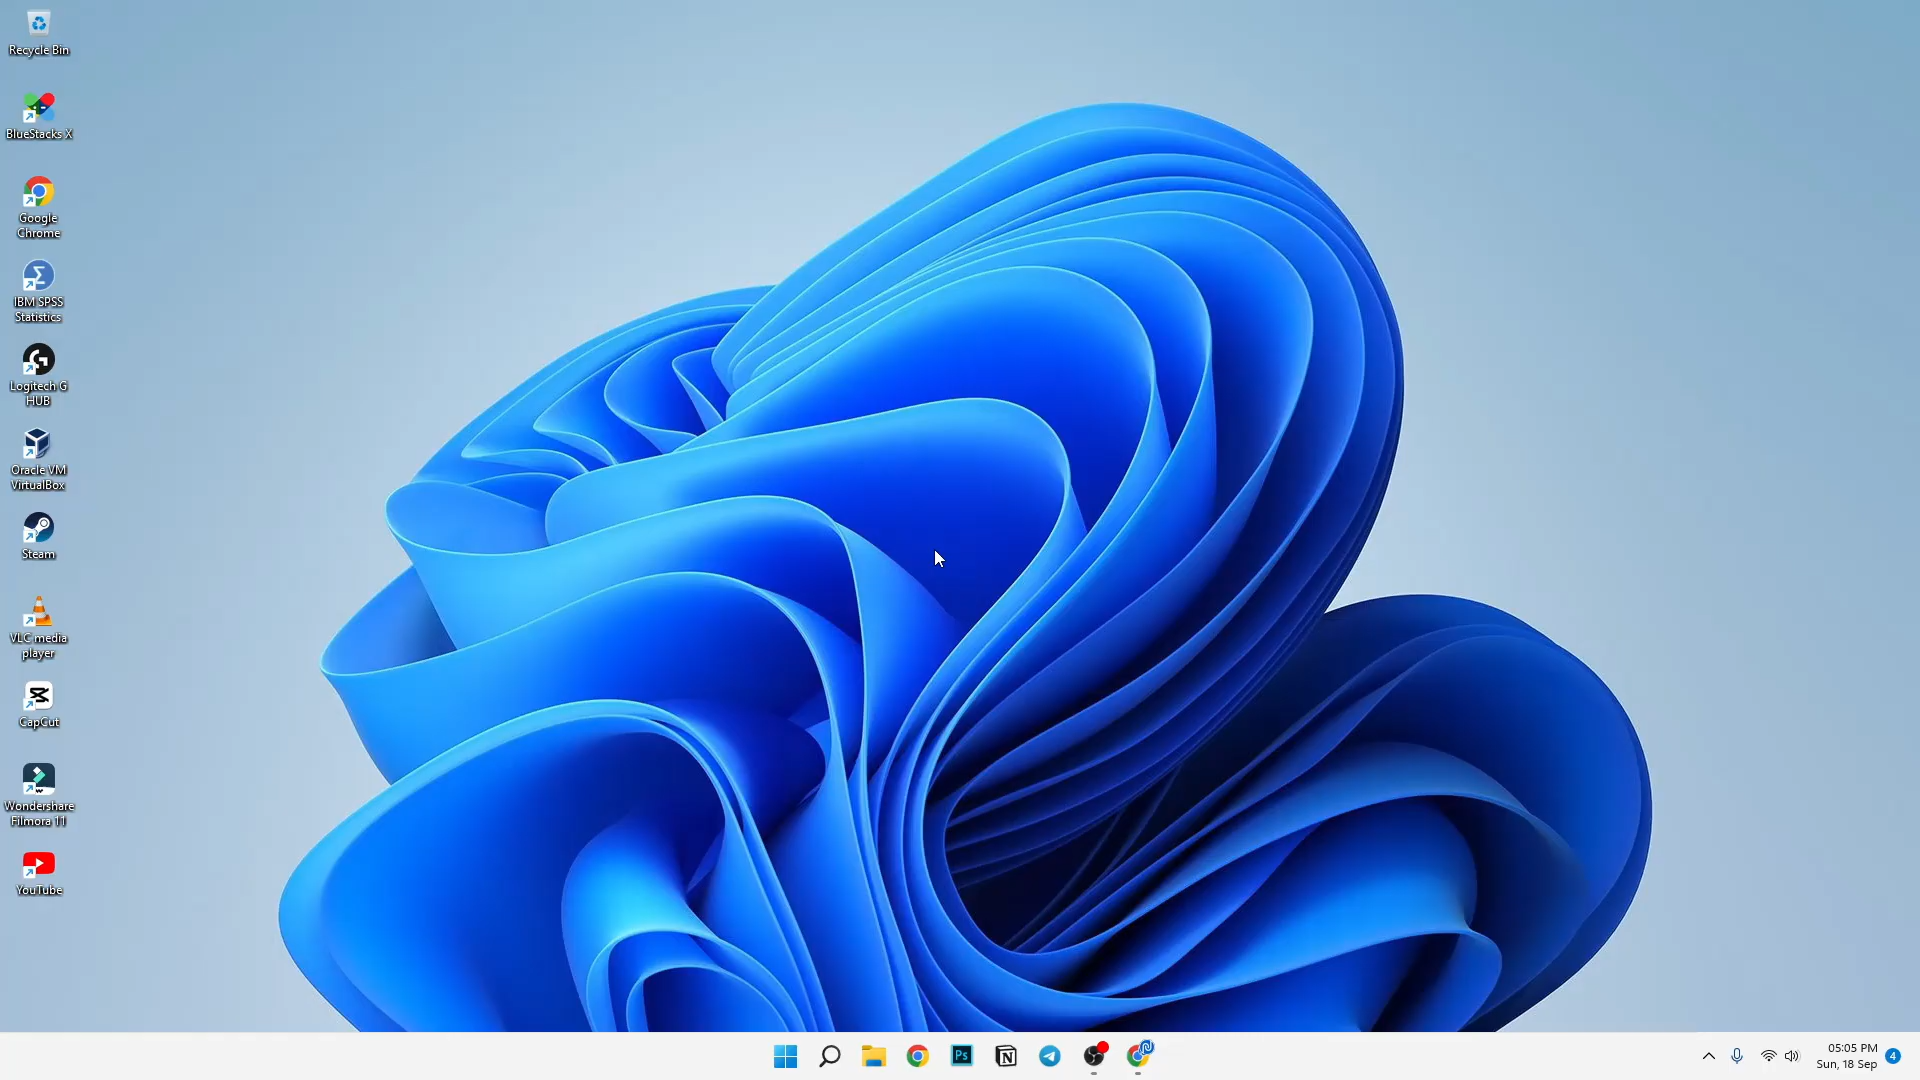 Recycle Bin
BlueStacks X
Google
Chrome
IBM SPSS
Statistics
Logitech G
HUB
Oracle VM
VirtualBox
Steam
VLC media
player
CapCut
Wondershare
Filmora 11
YouTube
Ps
05:05 PM
Sun, 18 Sep
4